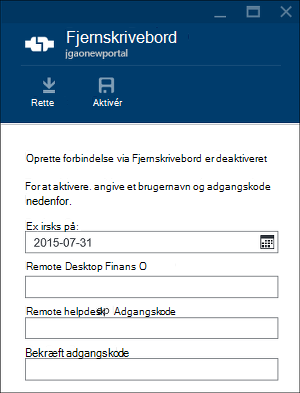 Fjernskrivebord
jgaonewportal
Rette Aktivér
Oprette forbindelse via Fjernskrivebord er deaktiveret
For at aktivere. angive et brugernavn og adgangskode
nedenfor.
Ex irsks på:
2015-07-31
Remote Desktop Finans O
Remote helpdesk Adgangskode
Bekræft adgangskode